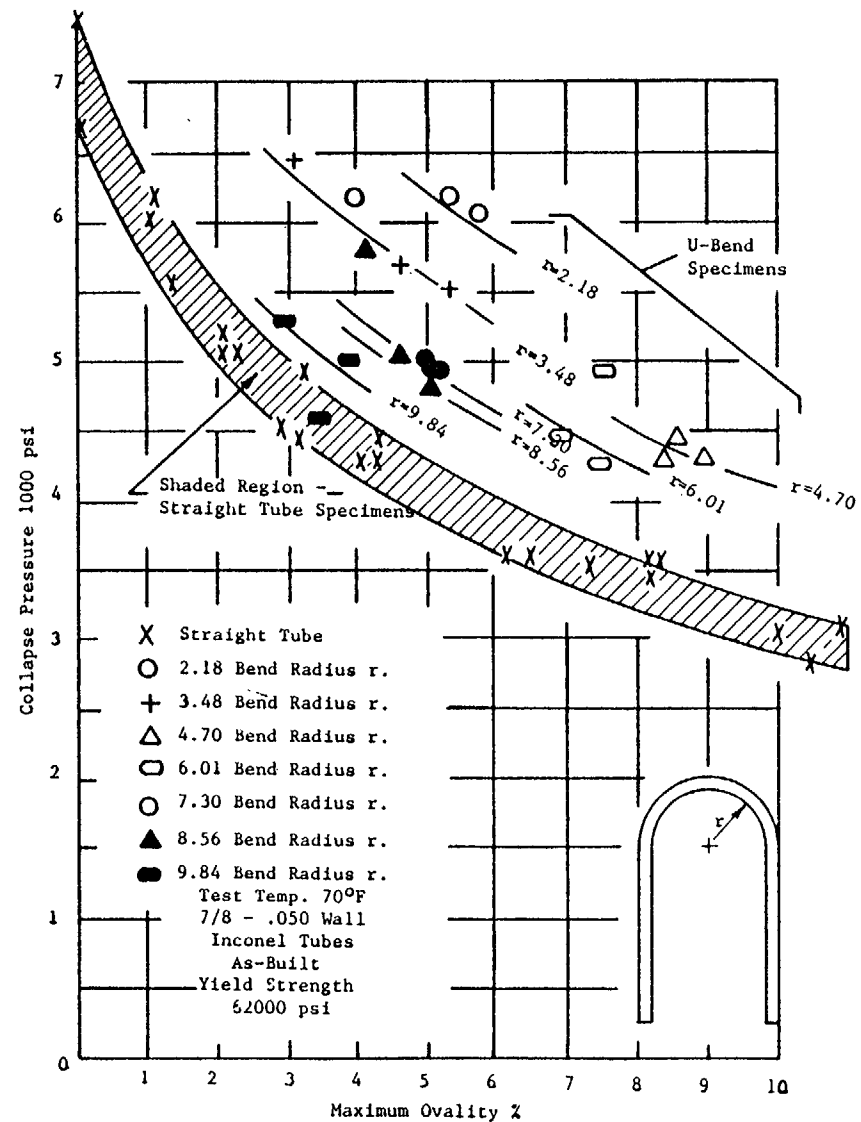 7
6
5
4
3
2
1
0
Collapse Pressure 1000 psi
U-Bend
Specimens
r=2.18
r=3.48
r=9.84
r=7.30
r=8.56
r=6.01
r=4.70
Shaded Region -
Straight Tube Specimens
X Straight Tube
2.18 Bend Radius r.
+ 3.48 Bend Radius r.
4.70 Bend Radius r.
6.01 Bend Radius r.
7.30 Bend Radius r.
8.56 Bend Radius r.
9.84 Bend Radius r.
Test Temp. 70°F
7/8 - .050 Wall
Inconel Tubes
As-Built
Yield Strength
62000 psi
r
1 2 3 4 5 6 7 8 9 10
Maximum Ovality %